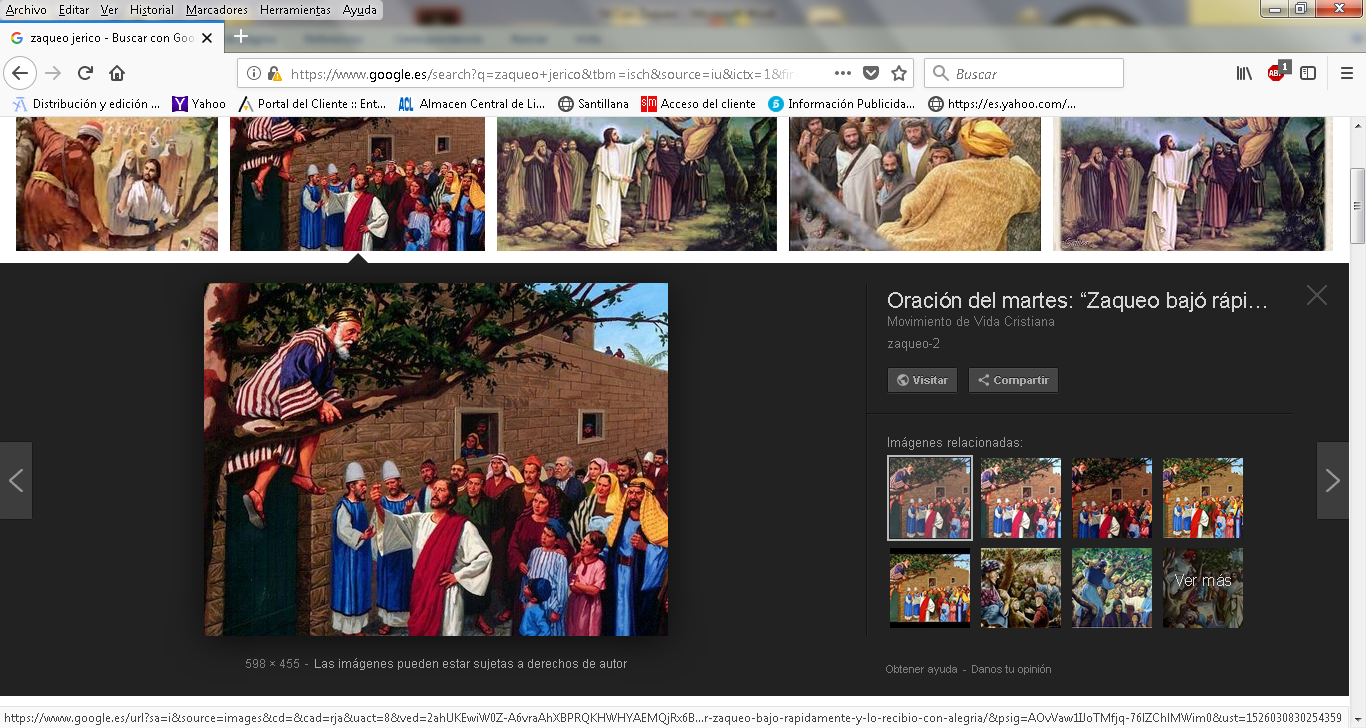 Archivo Editar Ver Historial Marcadores Herramientas Ayuda
zaqueo jerico - Buscar con Goo
https://www.google.es/search?q=zaqueo+jerico&tbm=isch&source=iu&ictx=1&fir
Buscar
ABP 1
Distribución y edición ... Yahoo Portal del Cliente :: Ent... Almacen Central de Li... Santillana Acceso del cliente Información Publicida... https://es.yahoo.com/...
Oración del martes: “Zaqueo bajó rápi...
Movimiento de Vida Cristiana
zaqueo-2
Visitar Compartir
Imágenes relacionadas:
Ver más
598 × 455 - Las imágenes pueden estar sujetas a derechos de autor
Obtener ayuda - Danos tu opinión